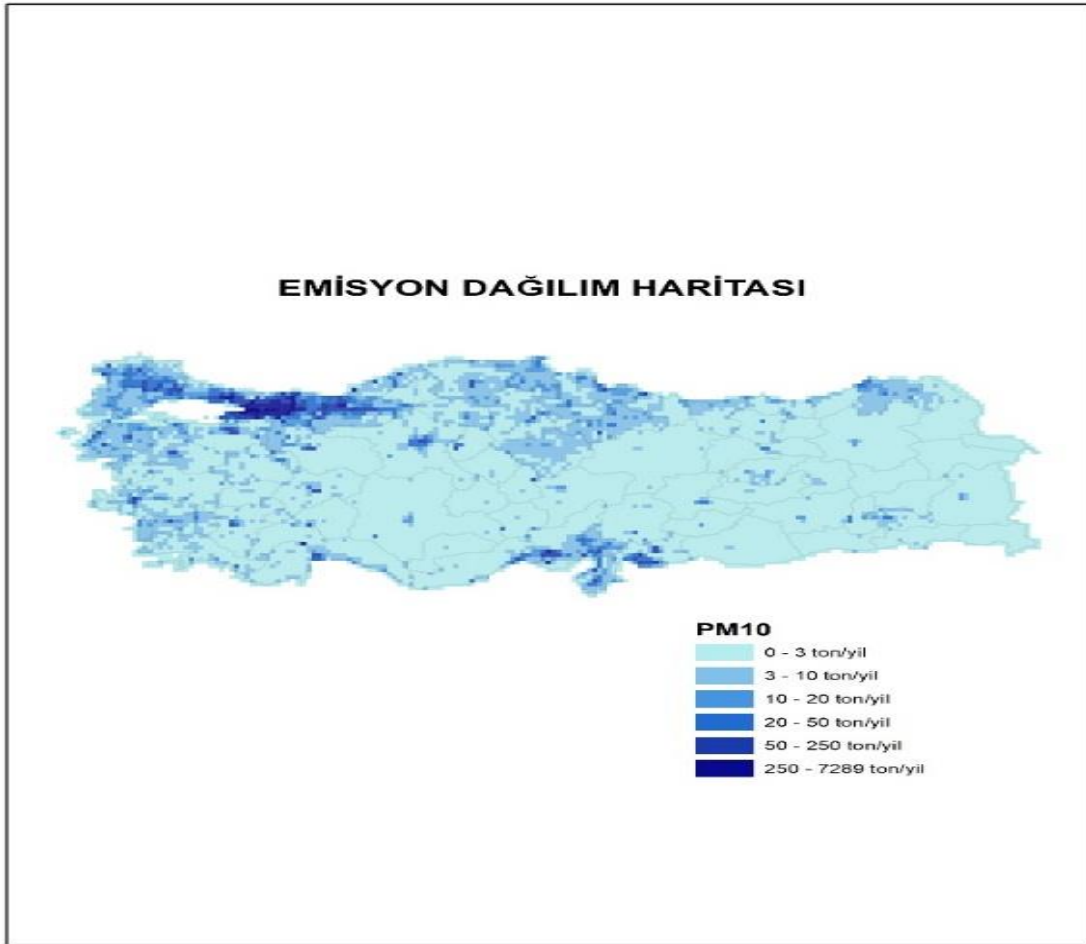 EMİSYON DAĞILIM HARİTASI
PM10
0 - 3 ton/yil
3 - 10 ton/yil
10 - 20 ton/yil
20 - 50 ton/yil
50 - 250 ton/yil
250 - 7289 ton/yil